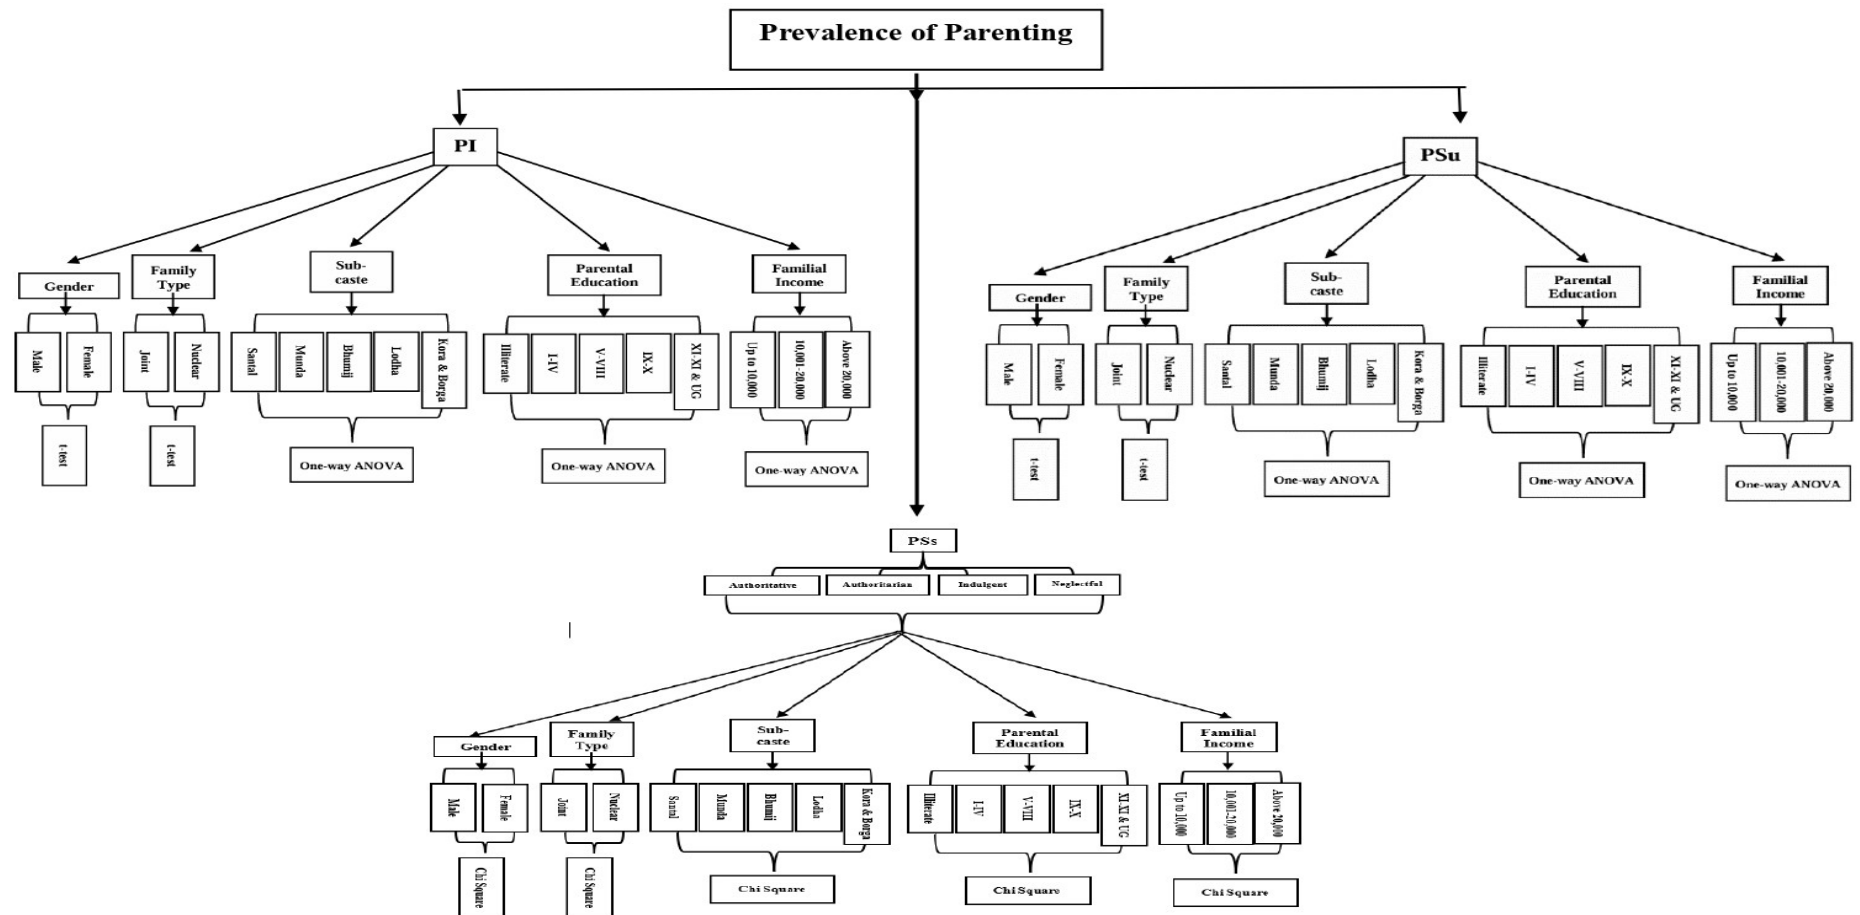 Prevalence of Parenting
PI
Gender
Male
Female
t-test
Family
Type
Joint
Nuclear
t-test
Sub-
caste
Santal
Munda
Bhumij
Lodha
Kora & Borga
One-way ANOVA
Parental
Education
Illiterate
I-IV
V-VIII
IX-X
XI-XI & UG
One-way ANOVA
Familial
Income
Up to 10,000
10,001-20,000
Above 20,000
One-way ANOVA
PSu
Gender
Male
Female
t-test
Family
Type
Joint
Nuclear
t-test
Sub-
caste
Santal
Munda
Bhumij
Lodha
Kora & Borga
One-way ANOVA
Parental
Education
Illiterate
I-IV
V-VIII
IX-X
XI-XI & UG
One-way ANOVA
Familial
Income
Up to 10,000
10,001-20,000
Above 20,000
One-way ANOVA
PSs
Authoritative
Authoritarian
Indulgent
Neglectful
Gender
Male
Female
Chi Square
Family
Type
Joint
Nuclear
Chi Square
Sub-
caste
Santal
Munda
Bhumij
Lodha
Kora & Borga
Chi Square
Parental
Education
Illiterate
I-IV
V-VIII
IX-X
XI-XI & UG
Chi Square
Familial
Income
Up to 10,000
10,001-20,000
Above 20,000
Chi Square